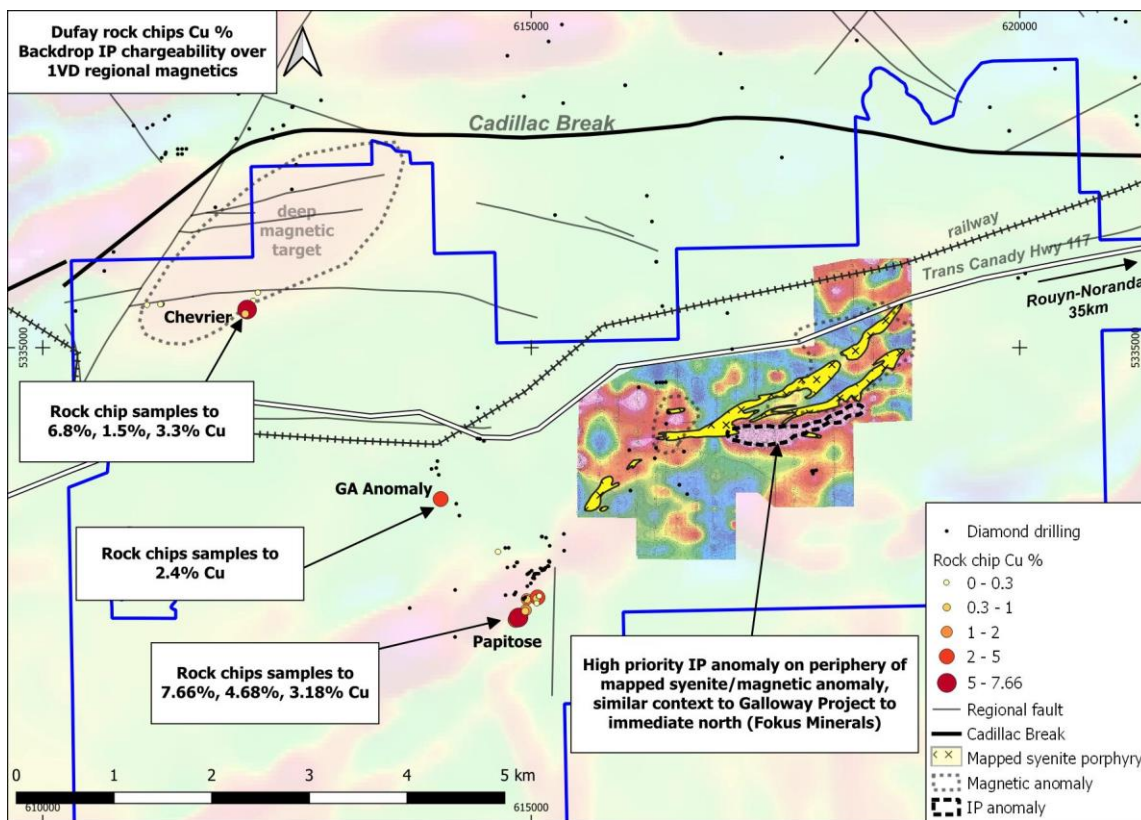 Dufay rock chips Cu %
Backdrop IP chargeability over
1VD regional magnetics
615000
620000
Cadillac Break
deep
magnetic
target
railway
Trans Canady Hwy 117
Rouyn-Noranda
35km
5335000
5335000
Chevrier
Rock chip samples to
6.8%, 1.5%, 3.3% Cu
GA Anomaly
Rock chips samples to
2.4% Cu
Papitose
Rock chips samples to
7.66%, 4.68%, 3.18% Cu
High priority IP anomaly on periphery of
mapped syenite/magnetic anomaly,
similar context to Galloway Project to
immediate north (Fokus Minerals)
Diamond drilling
Rock chip Cu %
0 - 0.3
0.3 - 1
1 - 2
2 - 5
5 - 7.66
Regional fault
Cadillac Break
Mapped syenite porphyry
Magnetic anomaly
IP anomaly
0 1 2 3 4 5 km
610000
615000